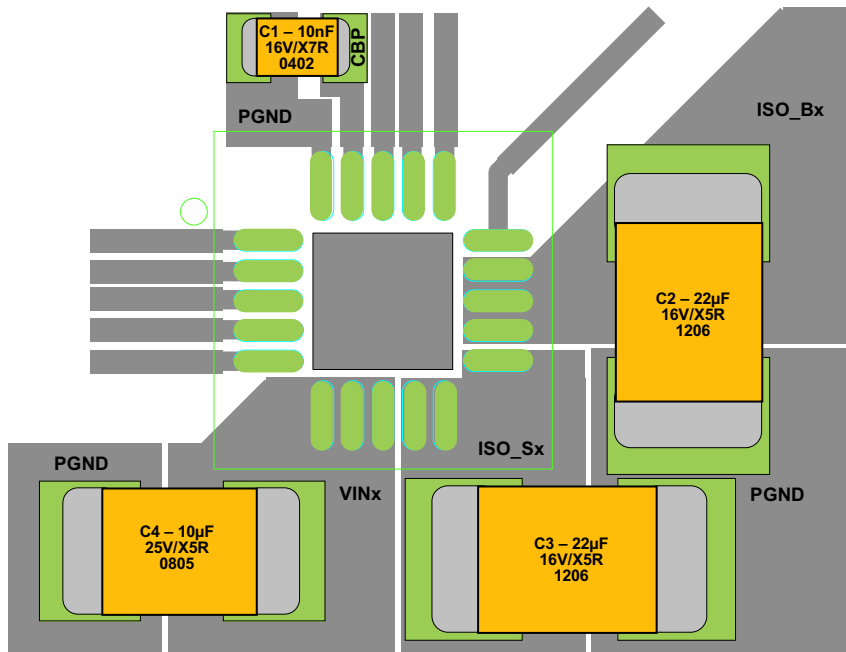 C1 – 10nF
16V/X7R
0402
CBP
PGND
ISO_Bx
C2 – 22µF
16V/X5R
1206
ISO_Sx
PGND
VINx
PGND
C4 – 10µF
25V/X5R
0805
C3 – 22µF
16V/X5R
1206